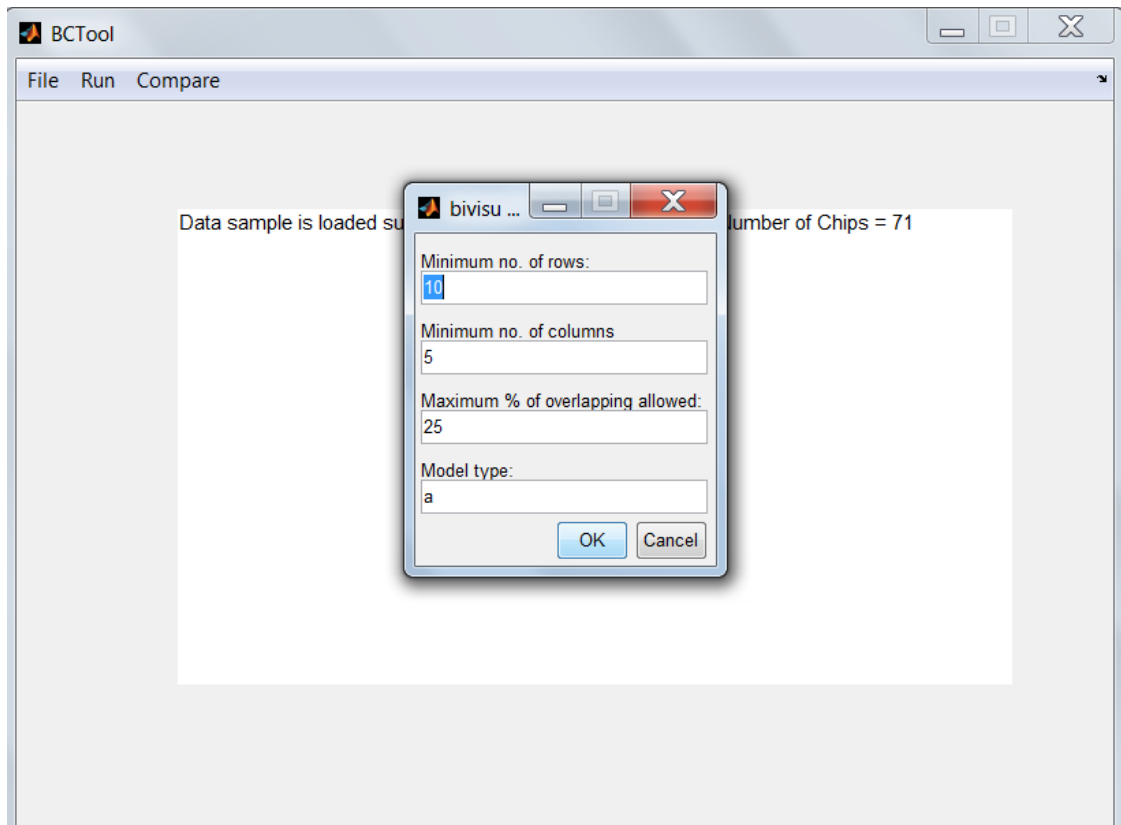 BCTool
File Run Compare
bivisu ...
Data sample is loaded su
Number of Chips = 71
Minimum no. of rows:
10
Minimum no. of columns
5
Maximum % of overlapping allowed:
25
Model type:
a
OK Cancel